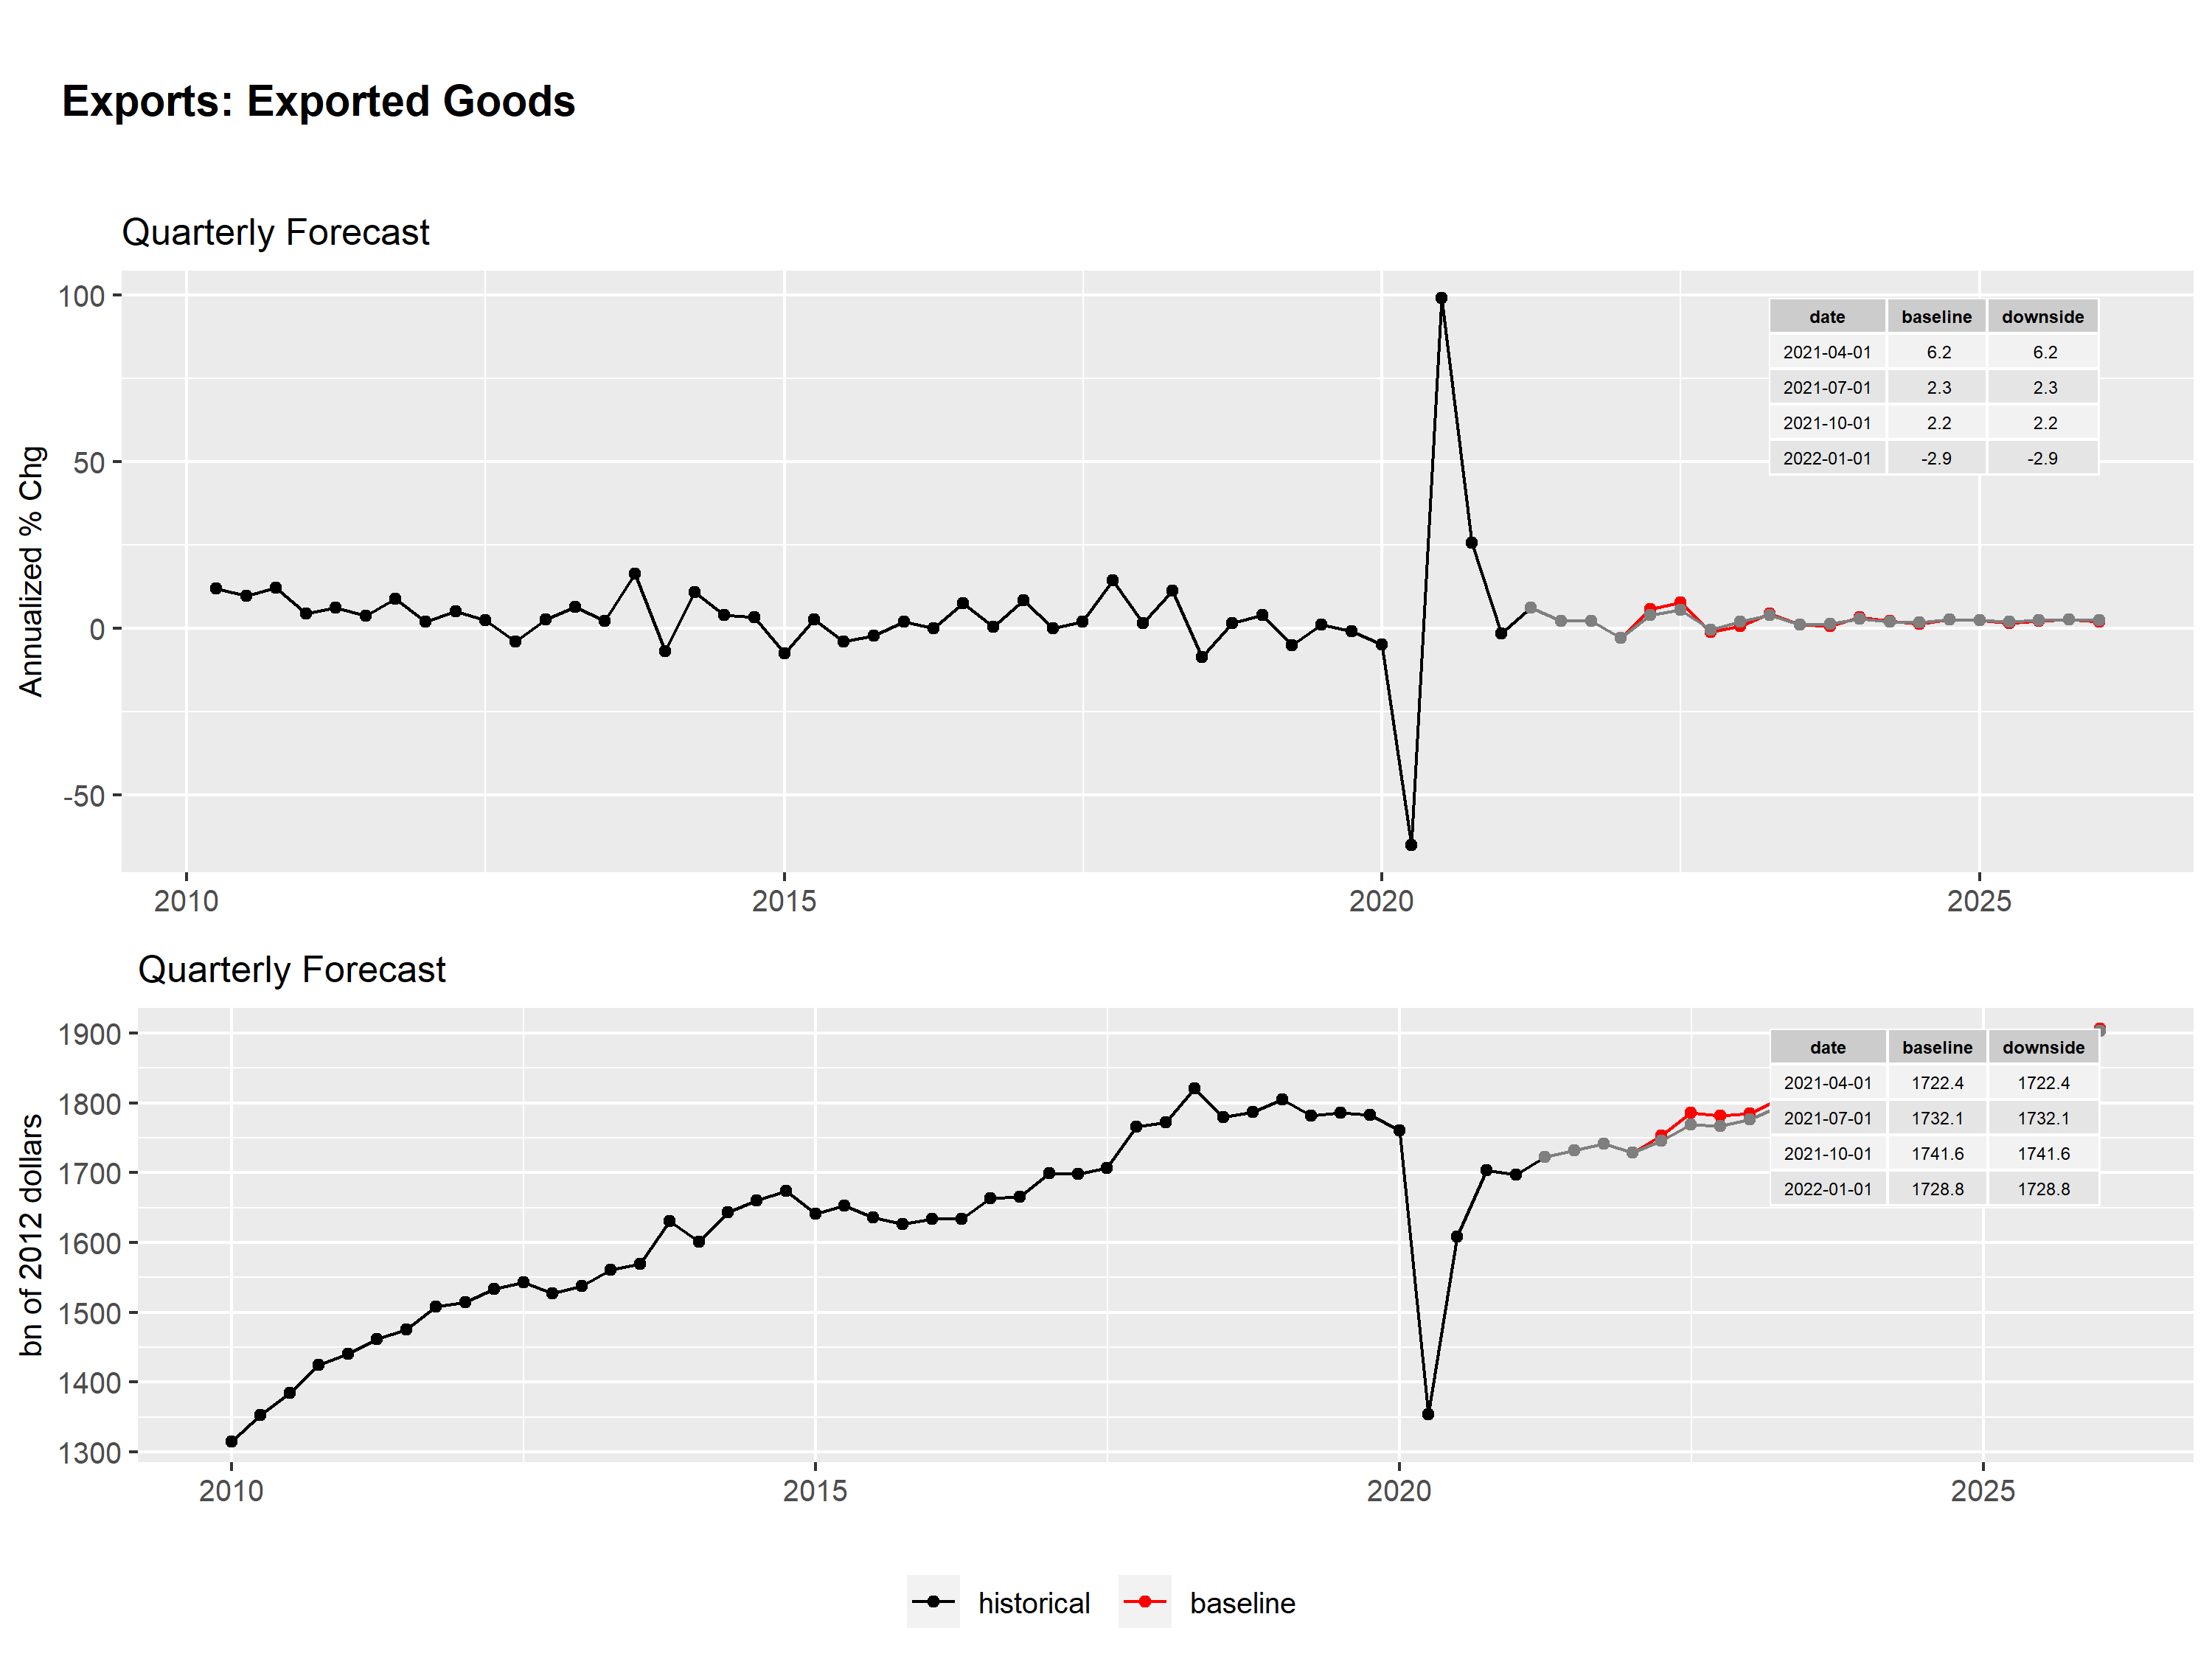 Exports: Exported Goods
Quarterly Forecast
Annualized % Chg
100
50
0
-50
date baseline downside
2021-04-01 6.2 6.2
2021-07-01 2.3 2.3
2021-10-01 2.2 2.2
2022-01-01 -2.9 -2.9
2010 2015 2020 2025
Quarterly Forecast
bn of 2012 dollars
1900
1800
1700
1600
1500
1400
1300
date baseline downside
2021-04-01 1722.4 1722.4
2021-07-01 1732.1 1732.1
2021-10-01 1741.6 1741.6
2022-01-01 1728.8 1728.8
2010 2015 2020 2025
historical baseline